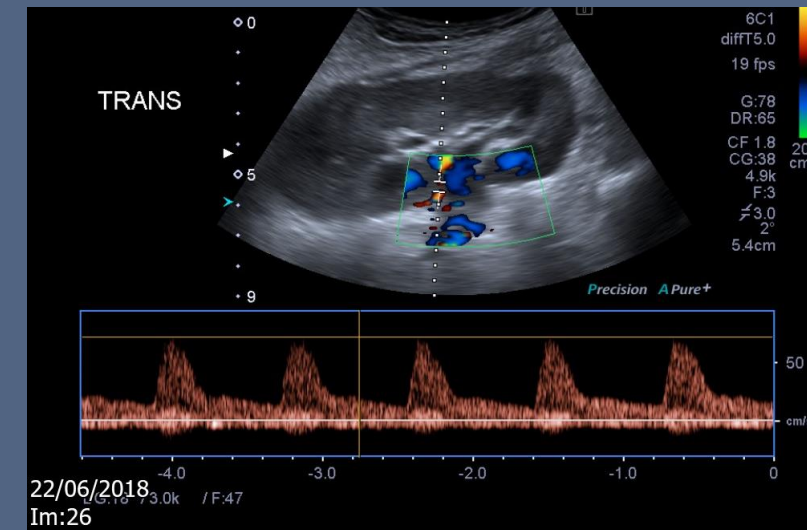 0
6C1
diffT5.0
19 fps
TRANS
G:78
DR:65
CF 1.8
20
CG:38
cm
4.9k
5
F:3
3.0
2°
5.4cm
9
Precision A Pure+
50
cm/
-4.0
-3.0
-2.0
-1.0
0
22/06/2018
3.0k / F:47
Im:26